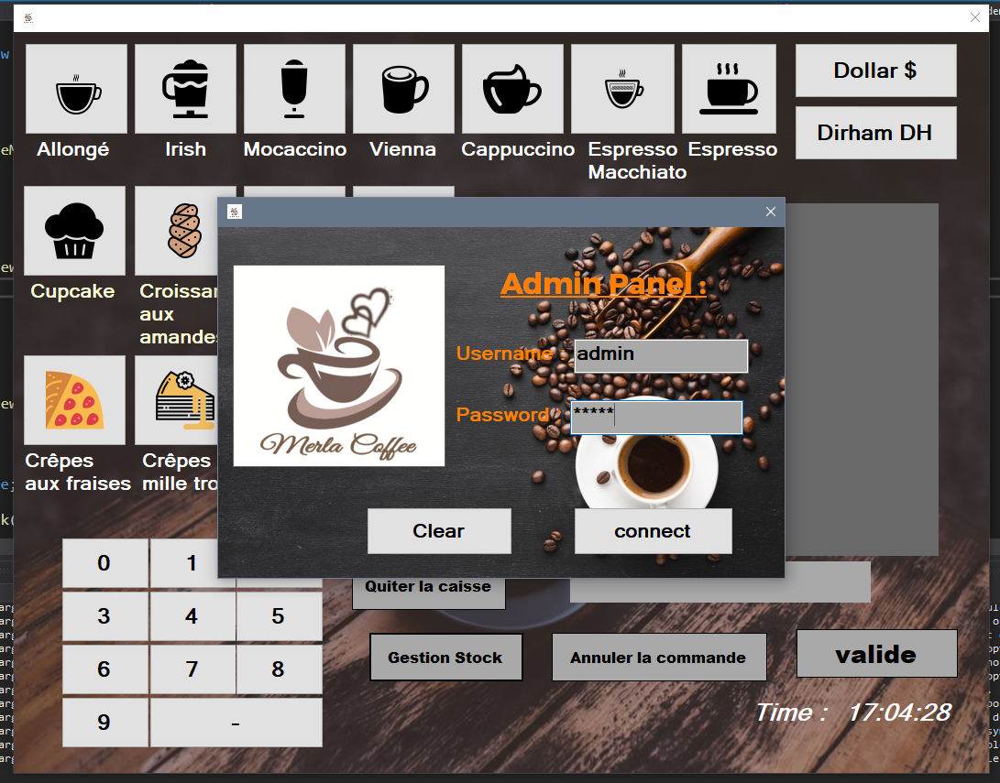 Allongé
Irish
Mocaccino
Vienna
Cappuccino
Espresso
Macchiato
Espresso
Dollar $
Dirham DH
Cupcake
Croissan
aux
amandes
Crêpes
aux fraises
Crêpes
mille tro
Admin Panel :
Username
admin
Password :
*****
Merla Coffee
Clear
connect
0
1
3
4
5
6
7
8
9
-
Quiter la caisse
Gestion Stock
Annuler la commande
valide
Time : 17:04:28